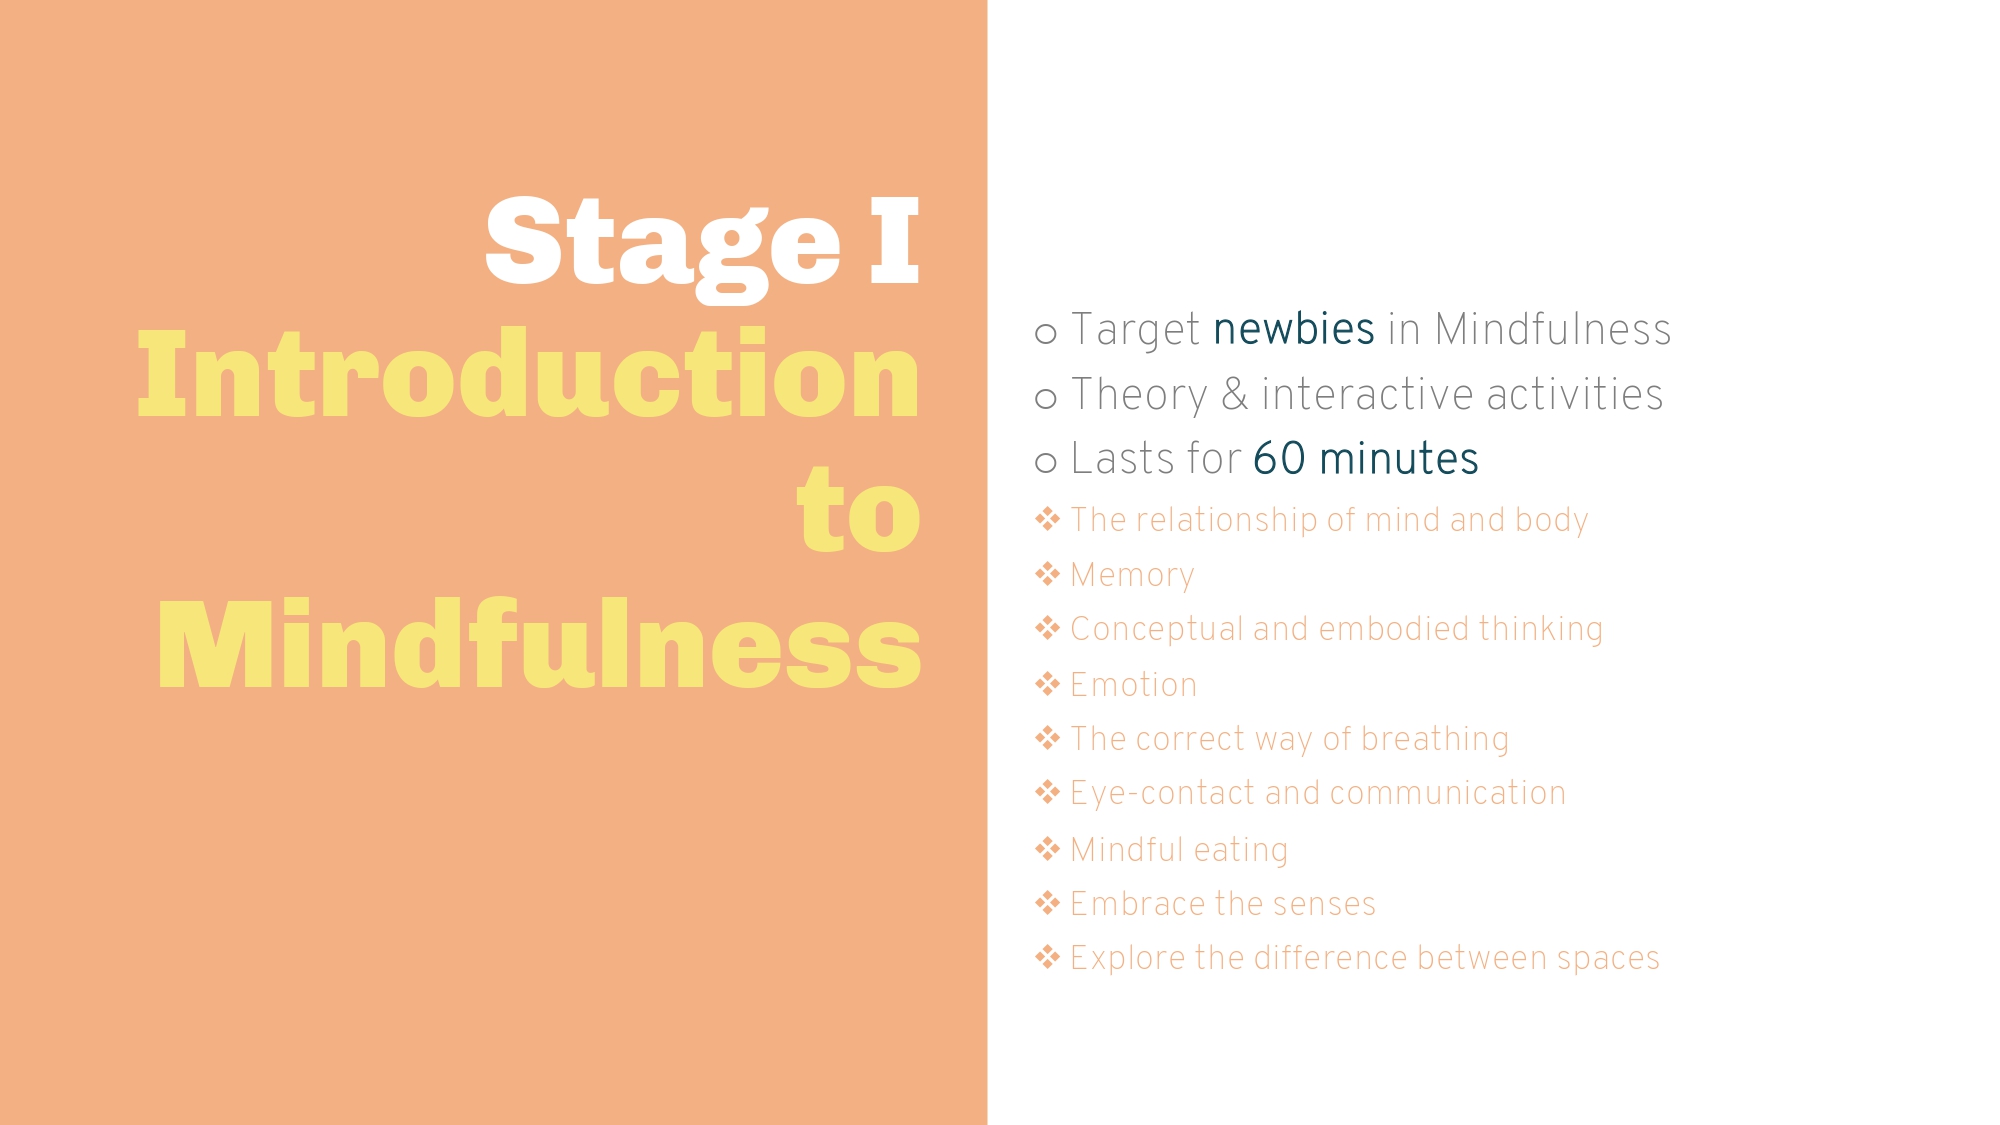 Stage I
Introduction
to
Mindfulness
○ Target newbies in Mindfulness
○ Theory & interactive activities
○ Lasts for 60 minutes
❖ The relationship of mind and body
❖ Memory
❖ Conceptual and embodied thinking
❖ Emotion
❖ The correct way of breathing
❖ Eye-contact and communication
❖ Mindful eating
❖ Embrace the senses
❖ Explore the difference between spaces